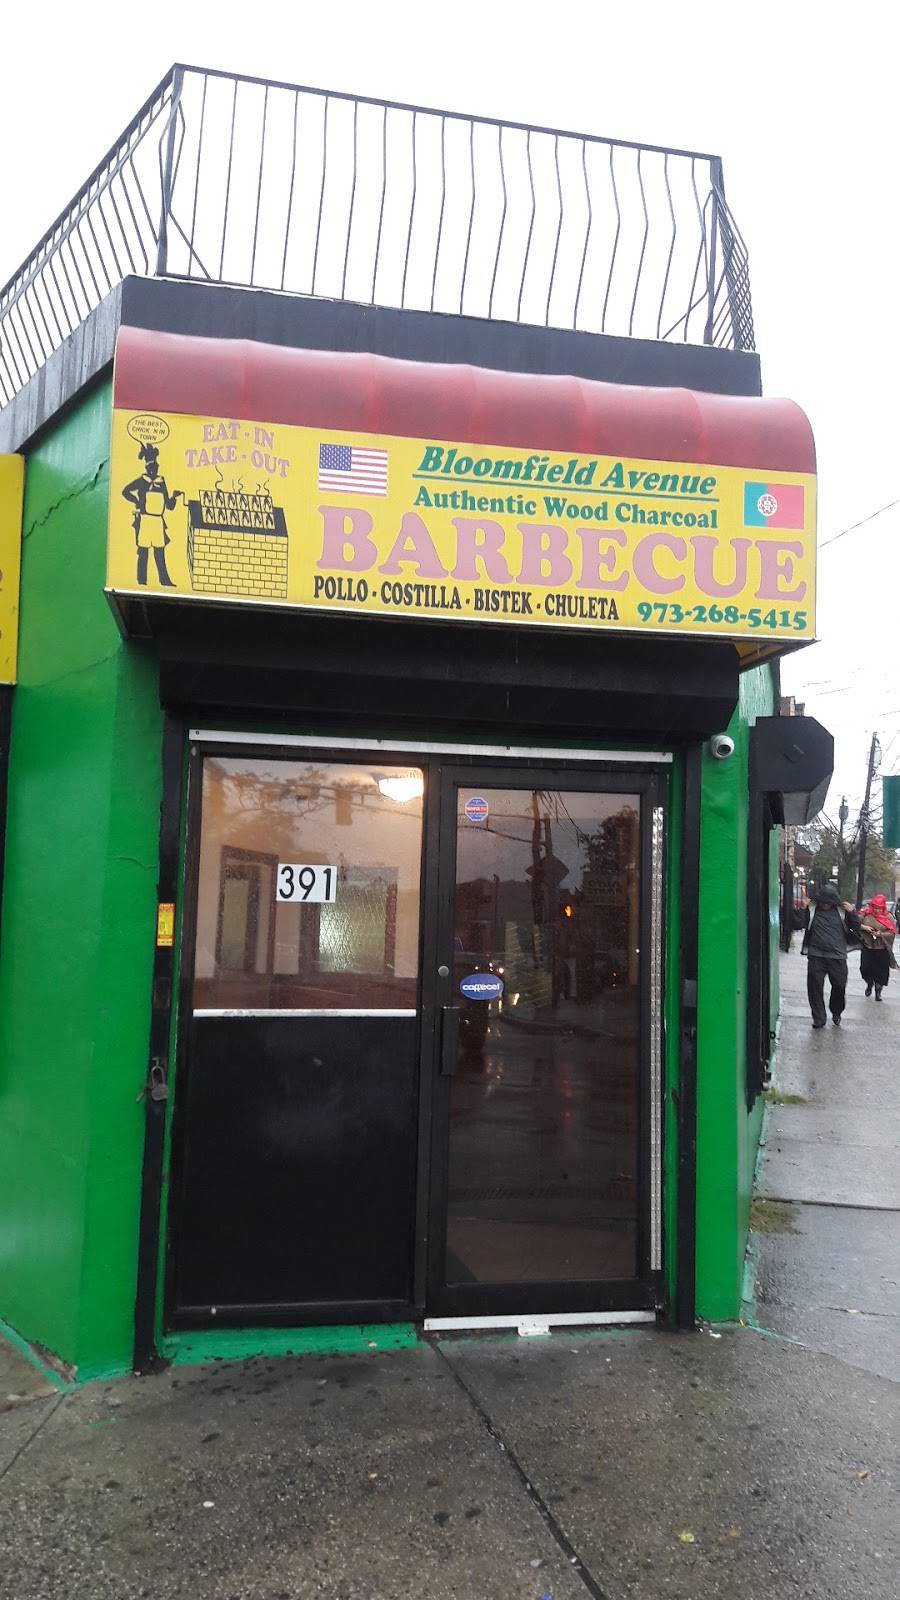 THE BEST
CHICK 'N IN
TOWN
EAT - IN
TAKE - OUT
Bloomfield Avenue
Authentic Wood Charcoal
BARBECUE
POLLO - COSTILLA - BISTEK - CHULETA
973-268-5415
391